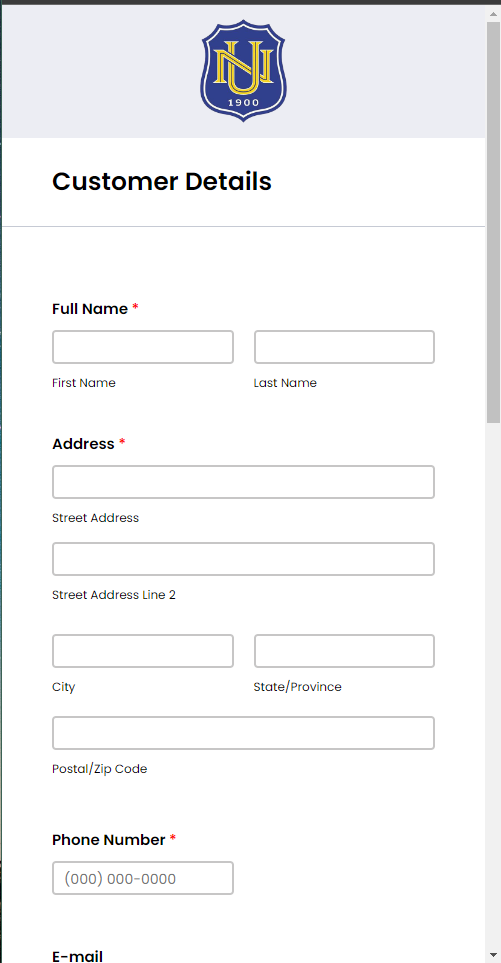 NU
1900
Customer Details
Full Name *
First Name Last Name
Address *
Street Address
Street Address Line 2
City State/Province
Postal/Zip Code
Phone Number *
(000) 000-0000
E-mail